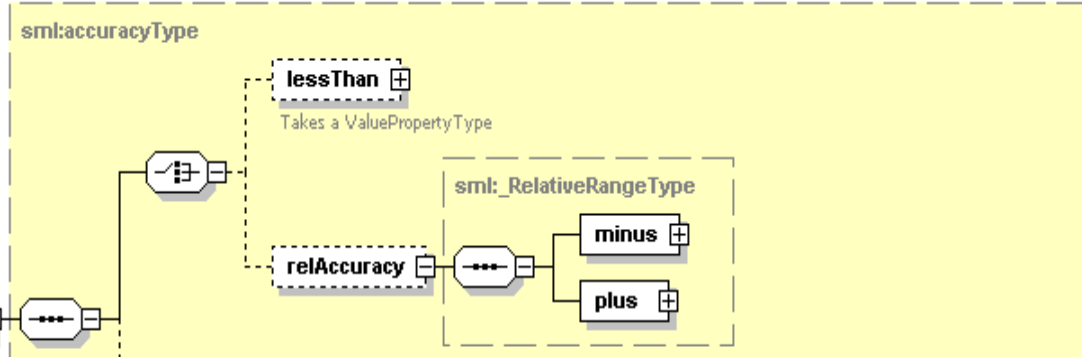 sml:accuracyType
lessThan
Takes a ValuePropertyType
sml:_RelativeRangeType
minus
relAccuracy
plus